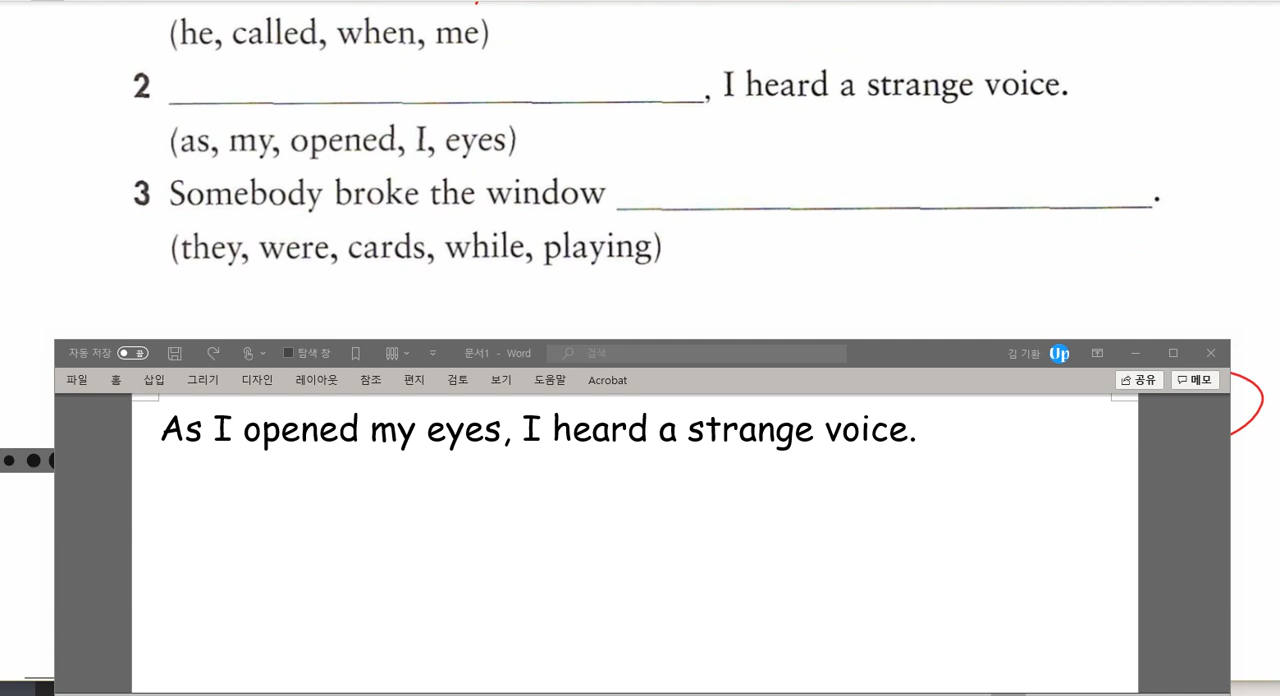 (he, called, when, me)
2 ______________________, I heard a strange voice.
(as, my, opened, I, eyes)
3 Somebody broke the window ______________________.
(they, were, cards, while, playing)
자동 저장 끔 탐색 창 문서1 - Word 검색 김 기환 Up
파일 홈 삽입 그리기 디자인 레이아웃 참조 편지 검토 보기 도움말 Acrobat 공유 메모
As I opened my eyes, I heard a strange voice.